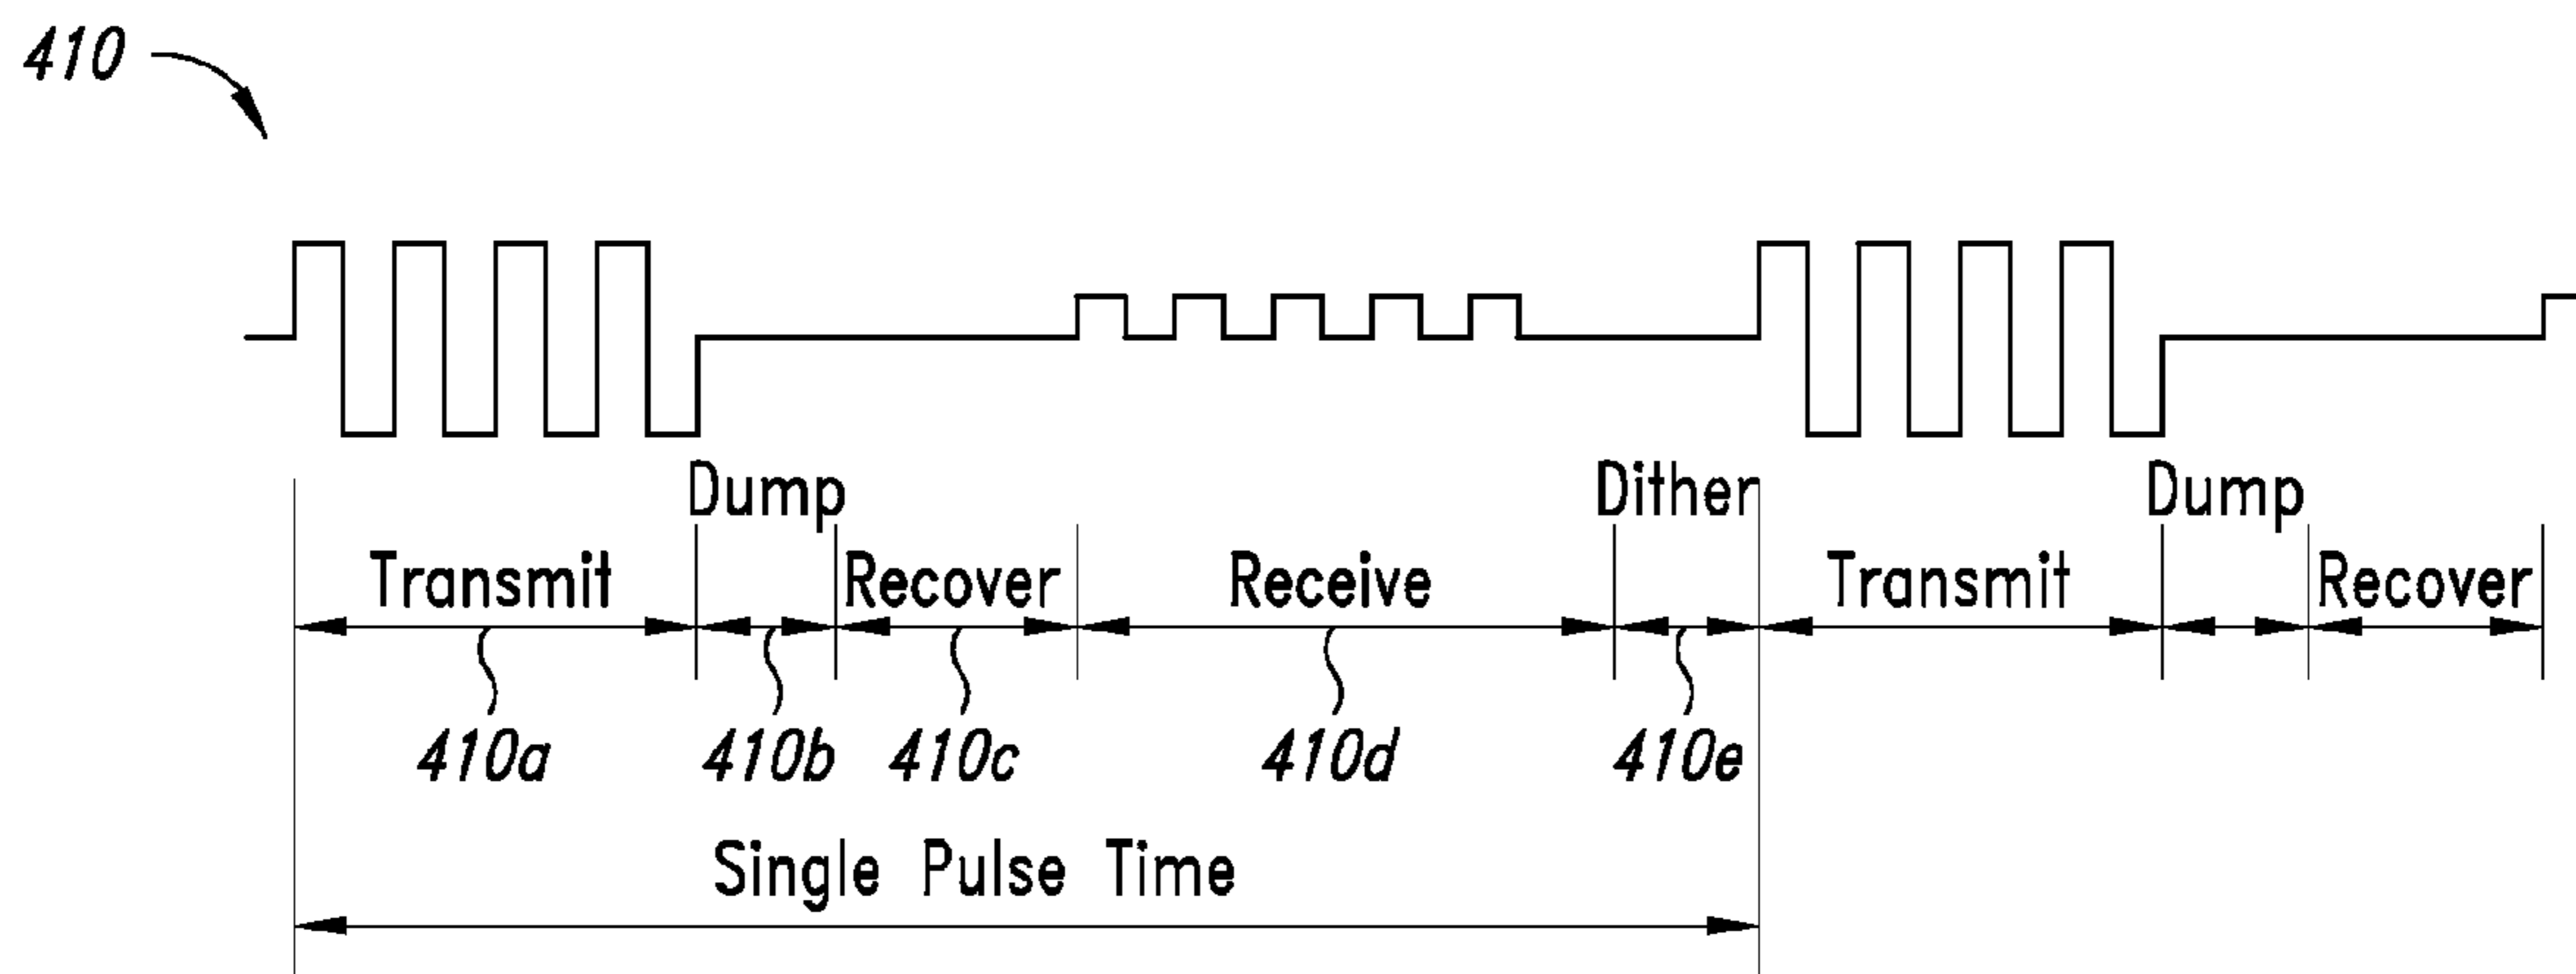 410
Dump Dither Dump
Transmit Recover Receive Transmit Recover
410a 410b 410c 410d 410e
Single Pulse Time